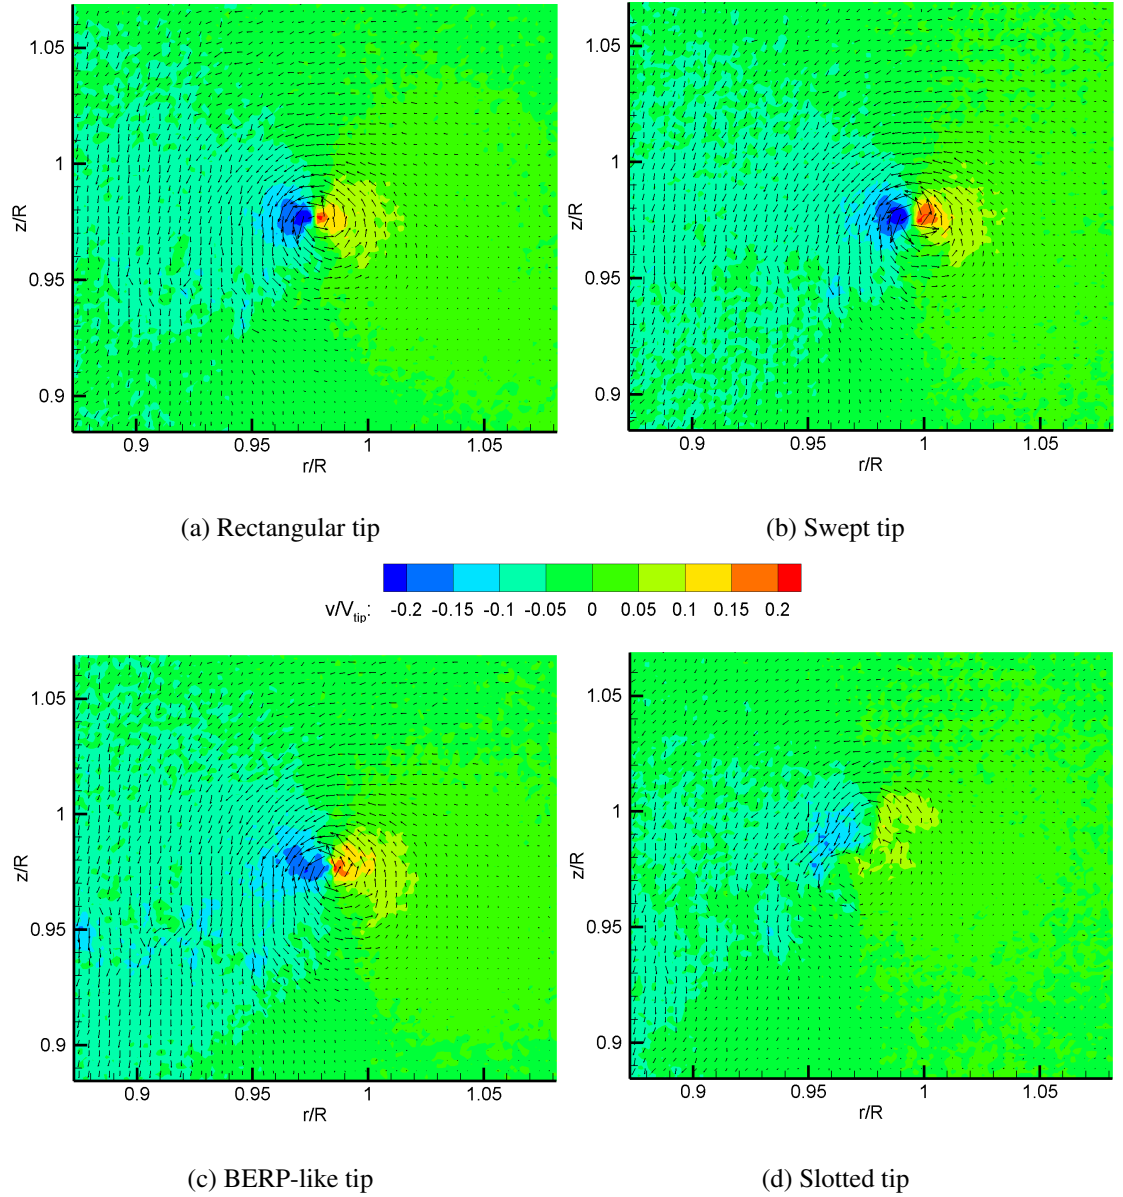 1.05
1
z/R
0.95
0.9
0.9 0.95 1 1.05
r/R
(a) Rectangular tip
1.05
1
z/R
0.95
0.9
0.9 0.95 1 1.05
r/R
(b) Swept tip
v/Vtip: -0.2 -0.15 -0.1 -0.05 0 0.05 0.1 0.15 0.2
1.05
1
z/R
0.95
0.9
0.9 0.95 1 1.05
r/R
(c) BERP-like tip
1.05
1
z/R
0.95
0.9
0.9 0.95 1 1.05
r/R
(d) Slotted tip